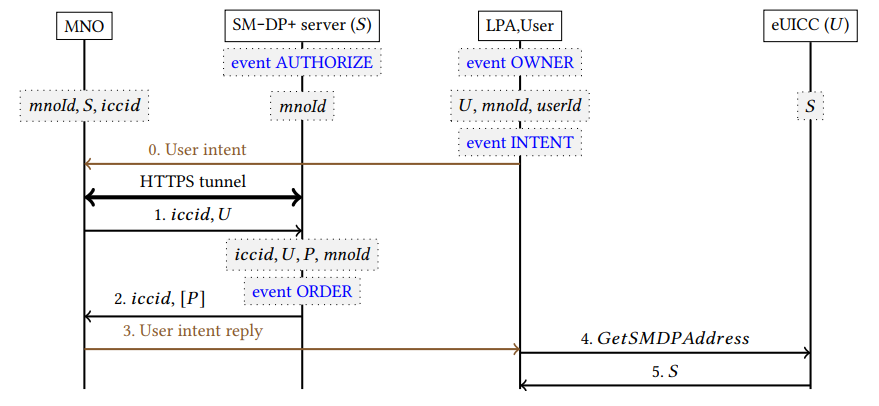 MNO
SM-DP+ server (S)
LPA,User
eUICC (U)
event AUTHORIZE
event OWNER
mnoId, S, iccid
mnoId
U, mnoId, userId
S
event INTENT
0. User intent
HTTPS tunnel
1. iccid, U
iccid, U, P, mnoId
event ORDER
2. iccid, [P]
3. User intent reply
4. GetSMDPAddress
5. S